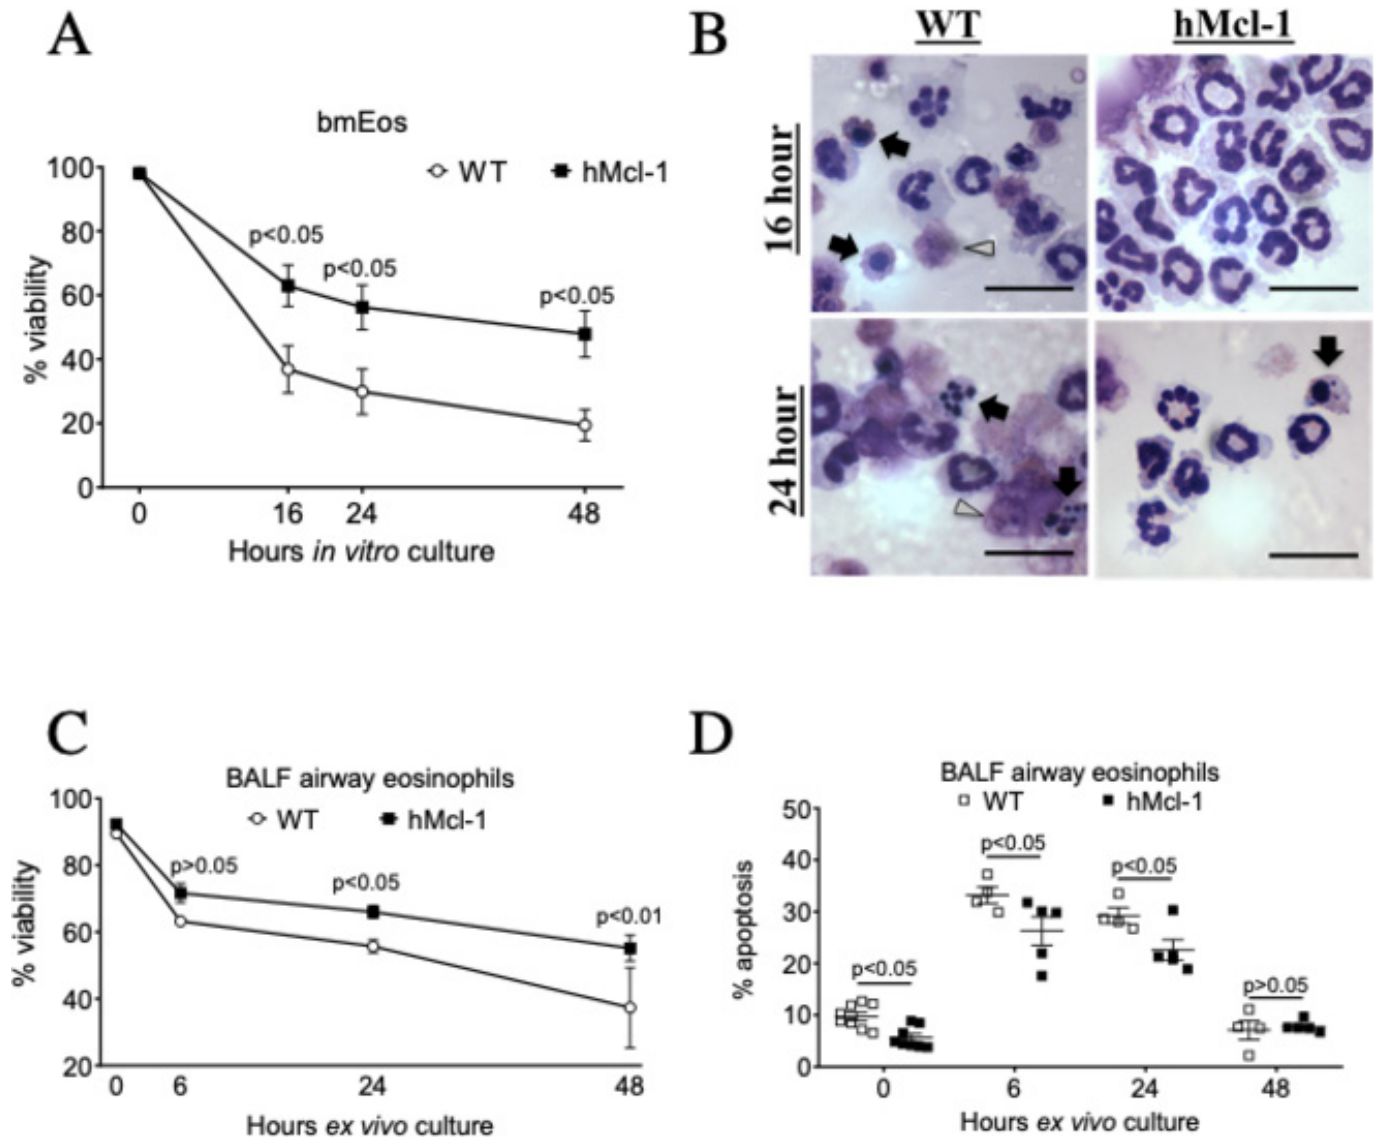 A
bmEos
WT hMcl-1
p<0.05
p<0.05
p<0.05
100
80
60
40
20
0
% viability
0 16 24 48
Hours in vitro culture
B
WT hMcl-1
16 hour
24 hour
C
BALF airway eosinophils
WT hMcl-1
p>0.05
p<0.05
p<0.01
100
80
60
40
20
% viability
0 6 24 48
Hours ex vivo culture
D
BALF airway eosinophils
WT hMcl-1
p<0.05
p<0.05
p<0.05
p>0.05
50
40
30
20
10
0
% apoptosis
0 6 24 48
Hours ex vivo culture